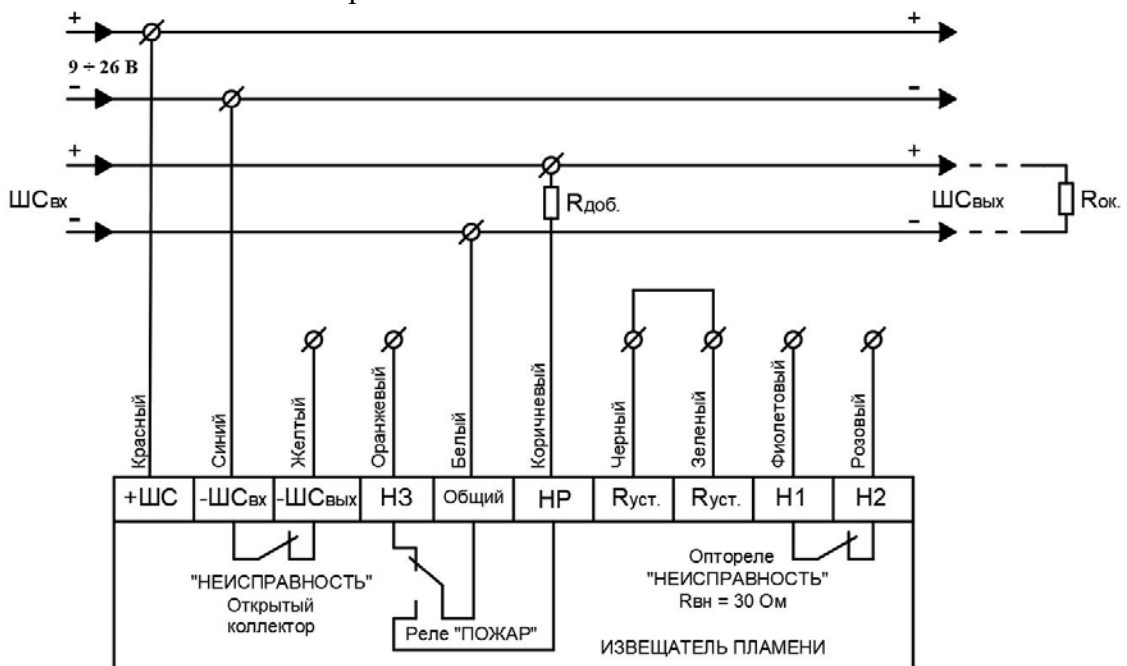 + +
9 ÷ 26 В
- -
+ +
ШСвх Rдоб. ШСвых Rок.
- -
Красный
Синий
Желтый
Оранжевый
Белый
Коричневый
Черный
Зеленый
Фиолетовый
Розовый
+ШС -ШСвх -ШСвых НЗ Общий НР Rуст. Rуст. Н1 Н2
"НЕИСПРАВНОСТЬ"
Открытый
коллектор
Реле "ПОЖАР"
Оптореле
"НЕИСПРАВНОСТЬ"
Rвн = 30 Ом
ИЗВЕЩАТЕЛЬ ПЛАМЕНИ